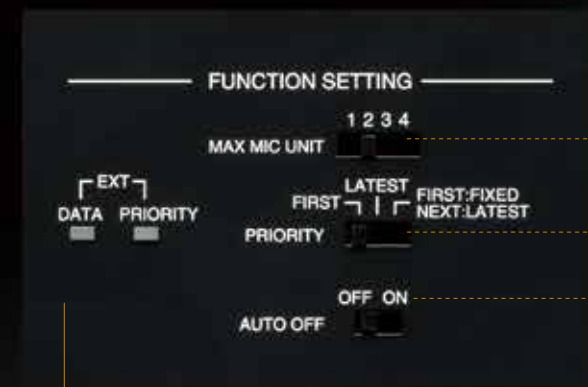 FUNCTION SETTING
1 2 3 4
MAX MIC UNIT
EXT
DATA PRIORITY
LATEST
FIRST
FIRST:FIXED
NEXT:LATEST
PRIORITY
OFF ON
AUTO OFF